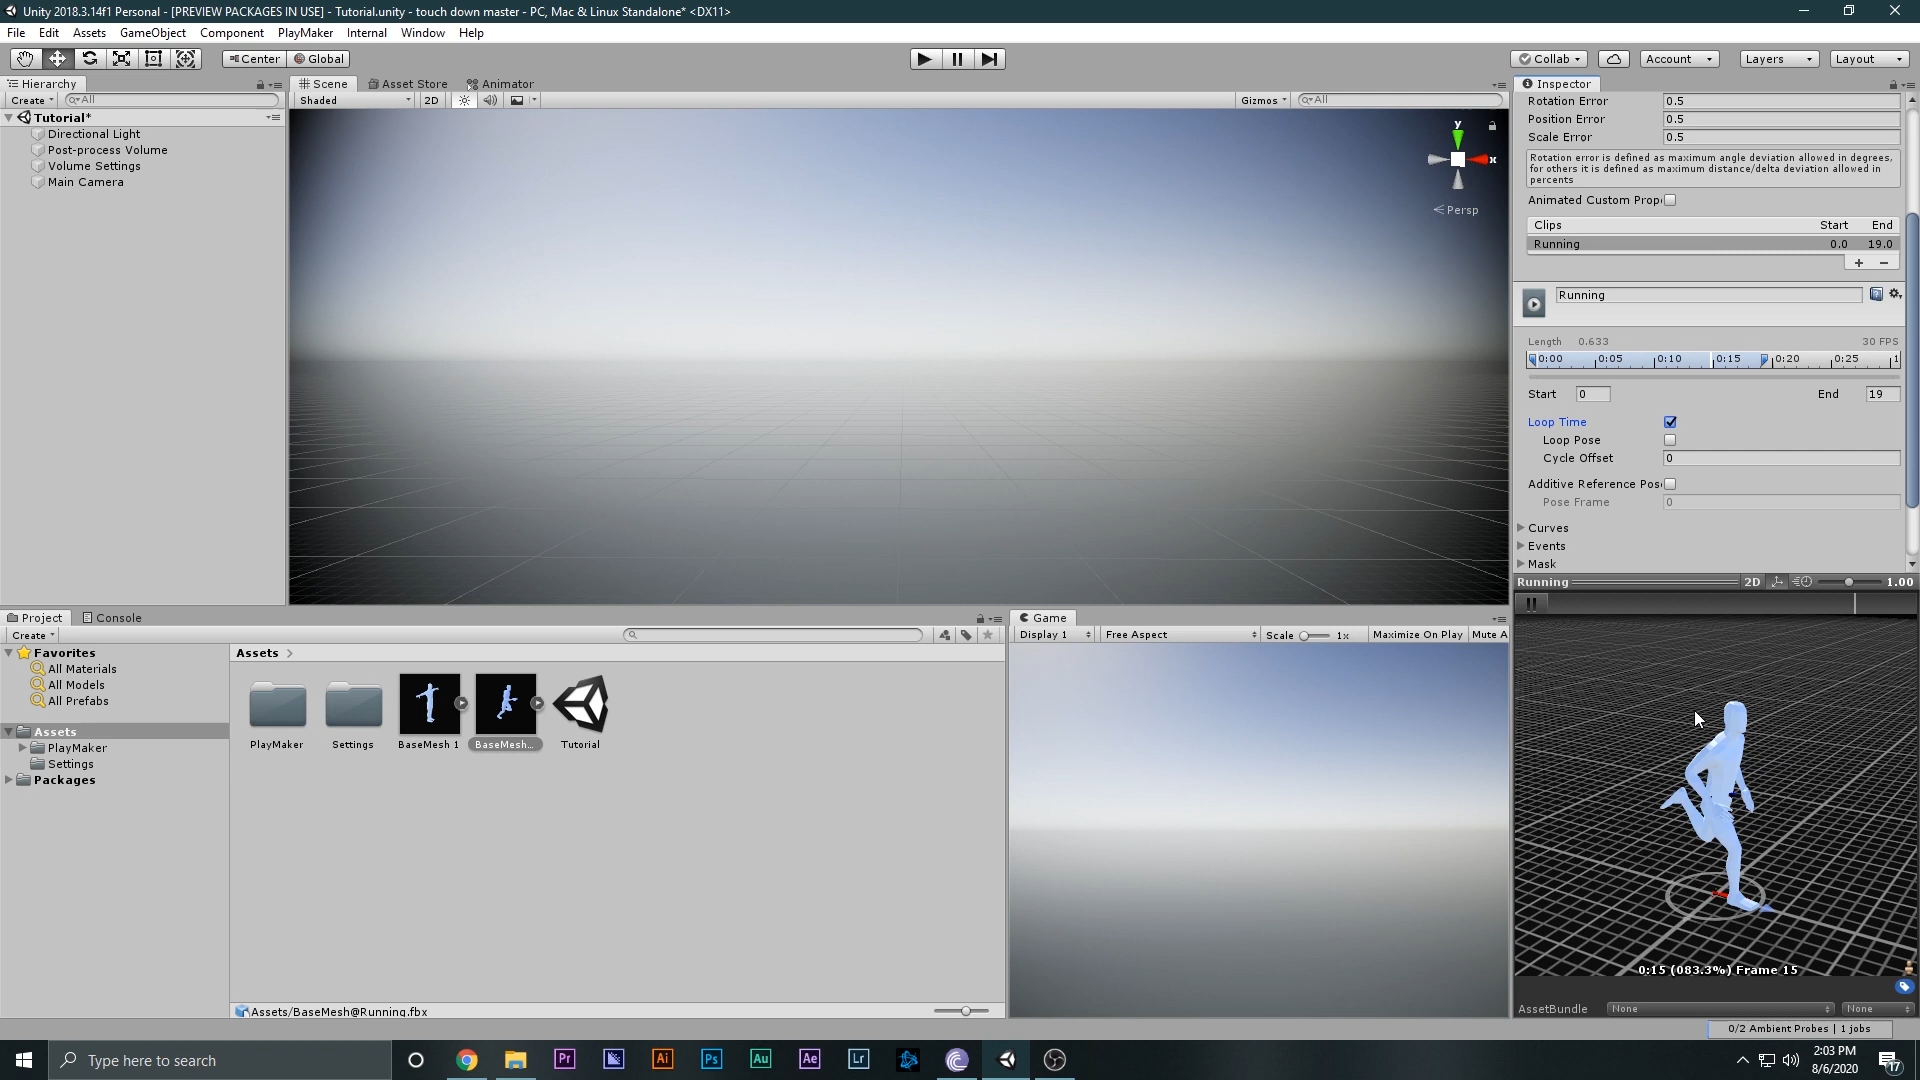 Unity 2018.3.14f1 Personal - [PREVIEW PACKAGES IN USE] - Tutorial.unity - touch down master - PC, Mac & Linux Standalone* <DX11>
File Edit Assets GameObject Component PlayMaker Internal Window Help
Center Global Collab Account Layers Layout
Hierarchy
Create All
Tutorial*
Directional Light
Post-process Volume
Volume Settings
Main Camera
Scene Asset Store Animator
Shaded 2D Gizmos All
y
x
Persp
Inspector
Rotation Error 0.5
Position Error 0.5
Scale Error 0.5
Rotation error is defined as maximum angle deviation allowed in degrees,
for others it is defined as maximum distance/delta deviation allowed in
percents
Animated Custom Prop
Clips Start End
Running 0.0 19.0
Running
Length 0.633 30 FPS
0:00 0:05 0:10 0:15 0:20 0:25 1
Start 0 End 19
Loop Time
Loop Pose
Cycle Offset 0
Additive Reference Pos
Pose Frame 0
Curves
Events
Mask
Running 2D 1.00
0:15 (083.3%) Frame 15
AssetBundle None None
Project Console
Create
Favorites
All Materials
All Models
All Prefabs
Assets
PlayMaker
Settings
Packages
Assets
PlayMaker Settings BaseMesh 1 BaseMesh... Tutorial
Assets/BaseMesh@Running.fbx
Game
Display 1 Free Aspect Scale 1x Maximize On Play Mute A
0/2 Ambient Probes | 1 jobs
Type here to search
Pr Ai Ps Au Ae Lr
2:03 PM
8/6/2020
17